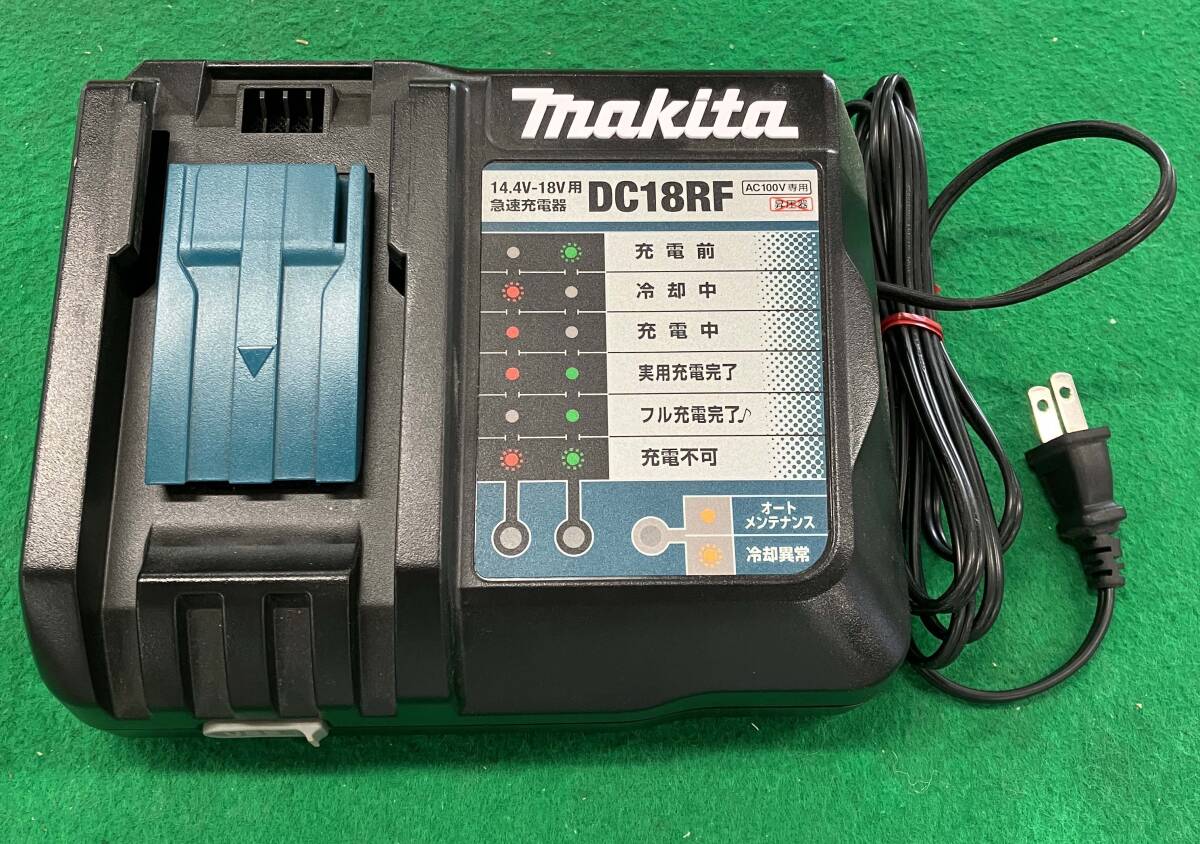 makita
14.4V-18V用
急速充電器
DC18RF
AC100V専用
昇圧器
充電前
冷却中
充電中
実用充電完了
フル充電完了♪
充電不可
オート
メンテナンス
冷却異常